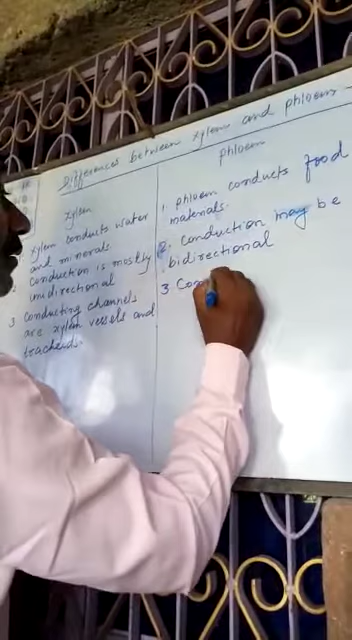 Differences between xylem and phloem
xylem
1. xylem conducts water
and minerals
2. conduction is mostly
unidirectional
3 conducting channels
are xylem vessels and
tracheids.
phloem
1. phloem conducts food
materials.
2. conduction may be
bidirectional
3. Con